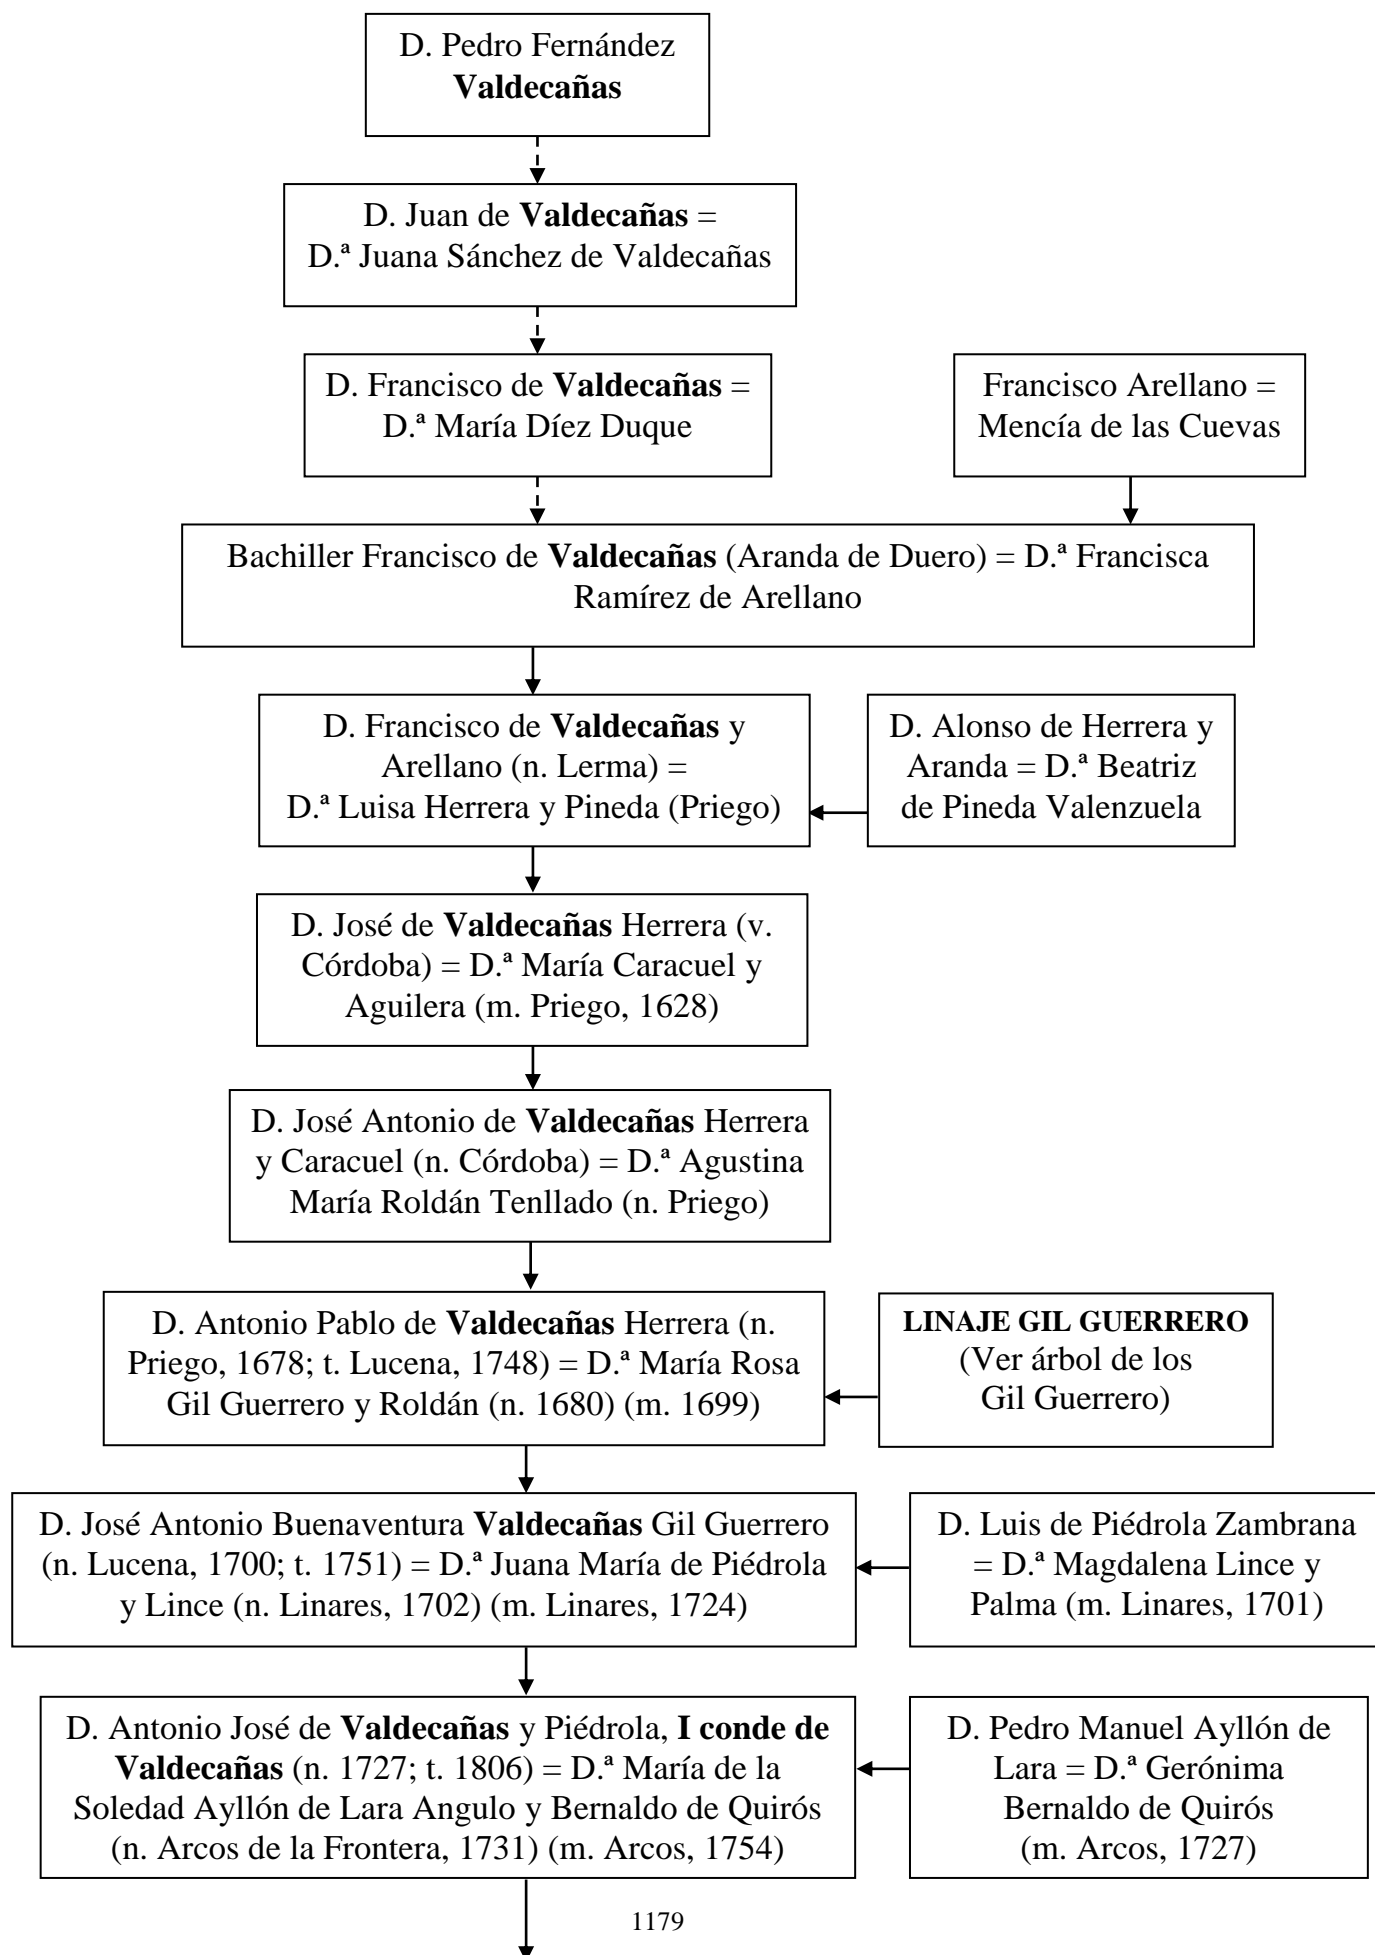 D. Pedro Fernández
Valdecañas
D. Juan de Valdecañas =
D.ª Juana Sánchez de Valdecañas
D. Francisco de Valdecañas =
D.ª María Díez Duque
Francisco Arellano =
Mencía de las Cuevas
Bachiller Francisco de Valdecañas (Aranda de Duero) = D.ª Francisca
Ramírez de Arellano
D. Francisco de Valdecañas y
Arellano (n. Lerma) =
D.ª Luisa Herrera y Pineda (Priego)
D. Alonso de Herrera y
Aranda = D.ª Beatriz
de Pineda Valenzuela
D. José de Valdecañas Herrera (v.
Córdoba) = D.ª María Caracuel y
Aguilera (m. Priego, 1628)
D. José Antonio de Valdecañas Herrera
y Caracuel (n. Córdoba) = D.ª Agustina
María Roldán Tenllado (n. Priego)
D. Antonio Pablo de Valdecañas Herrera (n.
Priego, 1678; t. Lucena, 1748) = D.ª María Rosa
Gil Guerrero y Roldán (n. 1680) (m. 1699)
LINAJE GIL GUERRERO
(Ver árbol de los
Gil Guerrero)
D. José Antonio Buenaventura Valdecañas Gil Guerrero
(n. Lucena, 1700; t. 1751) = D.ª Juana María de Piédrola
y Lince (n. Linares, 1702) (m. Linares, 1724)
D. Luis de Piédrola Zambrana
= D.ª Magdalena Lince y
Palma (m. Linares, 1701)
D. Antonio José de Valdecañas y Piédrola, I conde de
Valdecañas (n. 1727; t. 1806) = D.ª María de la
Soledad Ayllón de Lara Angulo y Bernaldo de Quirós
(n. Arcos de la Frontera, 1731) (m. Arcos, 1754)
D. Pedro Manuel Ayllón de
Lara = D.ª Gerónima
Bernaldo de Quirós
(m. Arcos, 1727)
1179